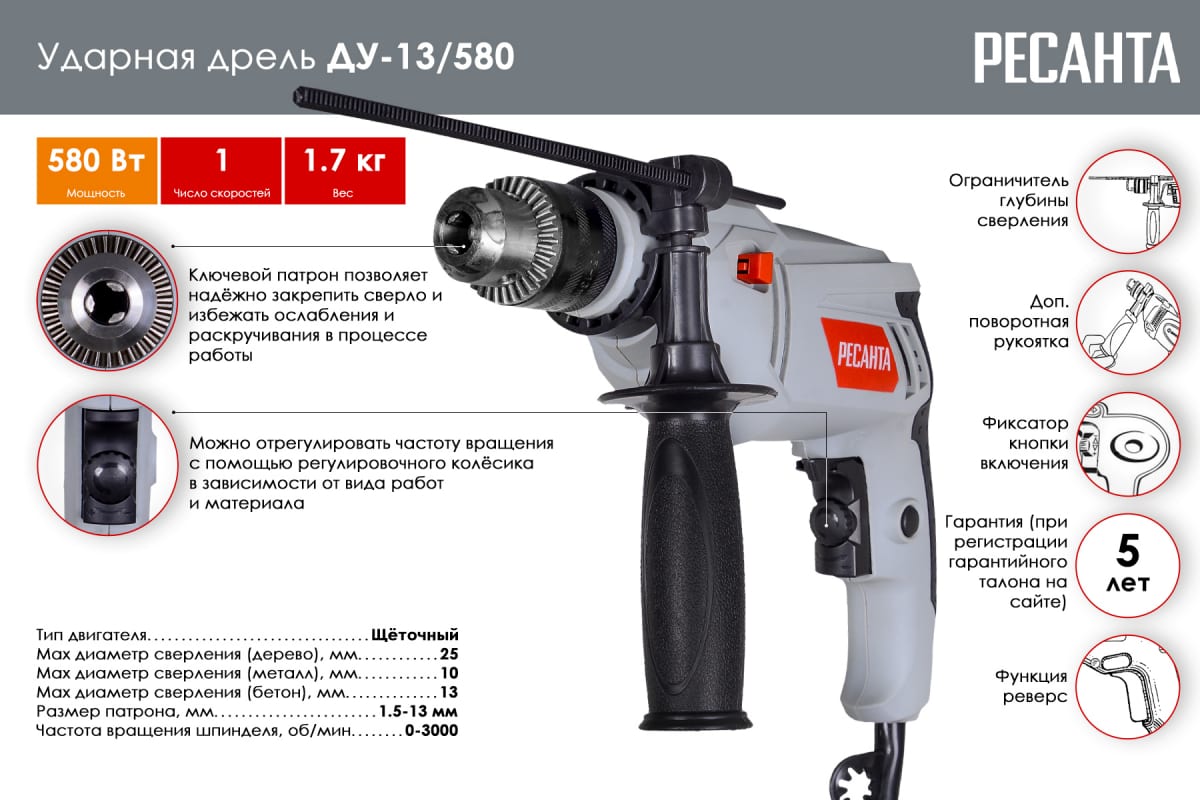 Ударная дрель ДУ-13/580
РЕСАНТА
580 Вт
Мощность
1
Число скоростей
1.7 кг
Вес
Ключевой патрон позволяет
надёжно закрепить сверло и
избежать ослабления и
раскручивания в процессе
работы
Можно отрегулировать частоту вращения
с помощью регулировочного колёсика
в зависимости от вида работ
и материала
РЕСАНТА
Ограничитель
глубины
сверления
Доп.
поворотная
рукоятка
Фиксатор
кнопки
включения
Гарантия (при
регистрации
гарантийного
талона на
сайте)
5
лет
Функция
реверс
Тип двигателя................................Щёточный
Max диаметр сверления (дерево), мм............25
Max диаметр сверления (металл), мм............10
Max диаметр сверления (бетон), мм.............13
Размер патрона, мм........................1.5-13 мм
Частота вращения шпинделя, об/мин........0-3000